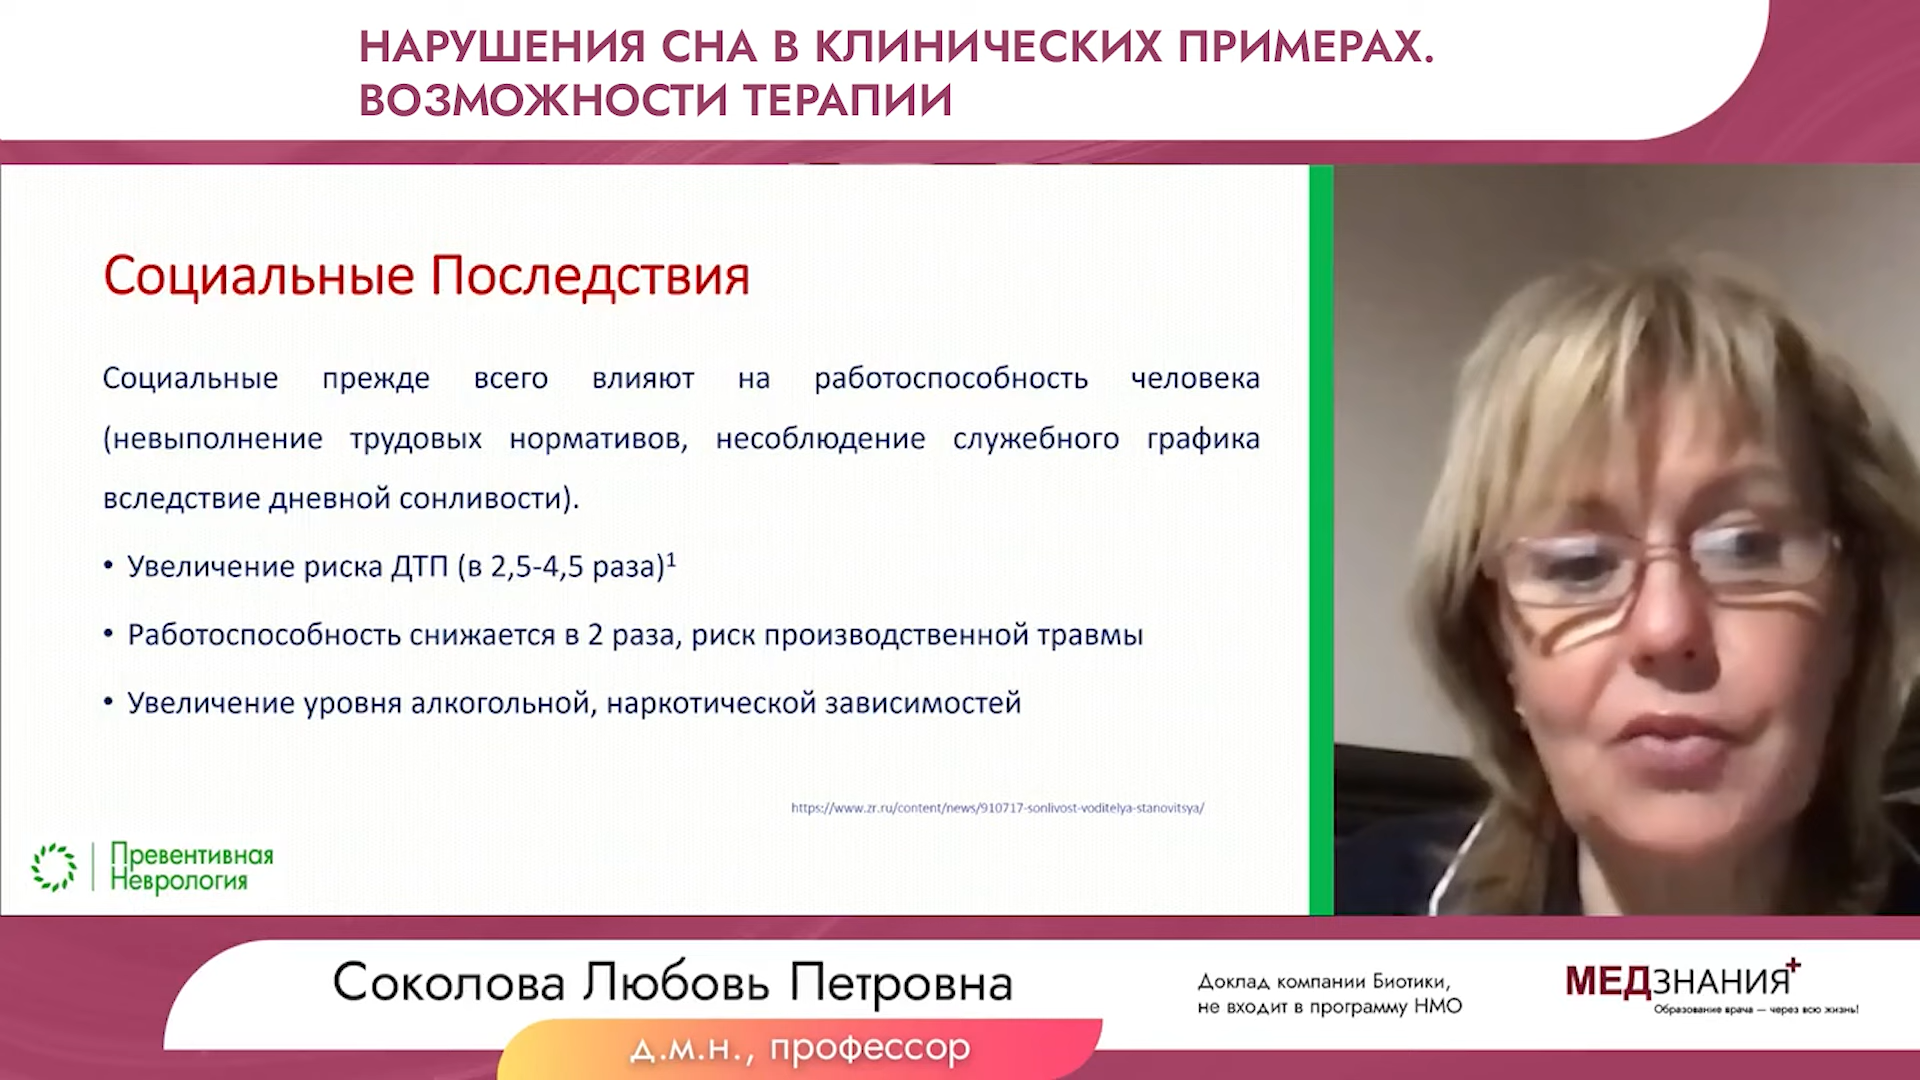 НАРУШЕНИЯ СНА В КЛИНИЧЕСКИХ ПРИМЕРАХ.
ВОЗМОЖНОСТИ ТЕРАПИИ
Социальные Последствия
Социальные прежде всего влияют на работоспособность человека
(невыполнение трудовых нормативов, несоблюдение служебного графика
вследствие дневной сонливости).
• Увеличение риска ДТП (в 2,5-4,5 раза)¹
• Работоспособность снижается в 2 раза, риск производственной травмы
• Увеличение уровня алкогольной, наркотической зависимостей
https://www.zr.ru/content/news/910717-sonlivost-voditelya-stanovitsya/
Превентивная
Неврология
Соколова Любовь Петровна
д.м.н., профессор
Доклад компании Биотики,
не входит в программу НМО
МЕДЗНАНИЯ+
Образование врача — через всю жизнь!